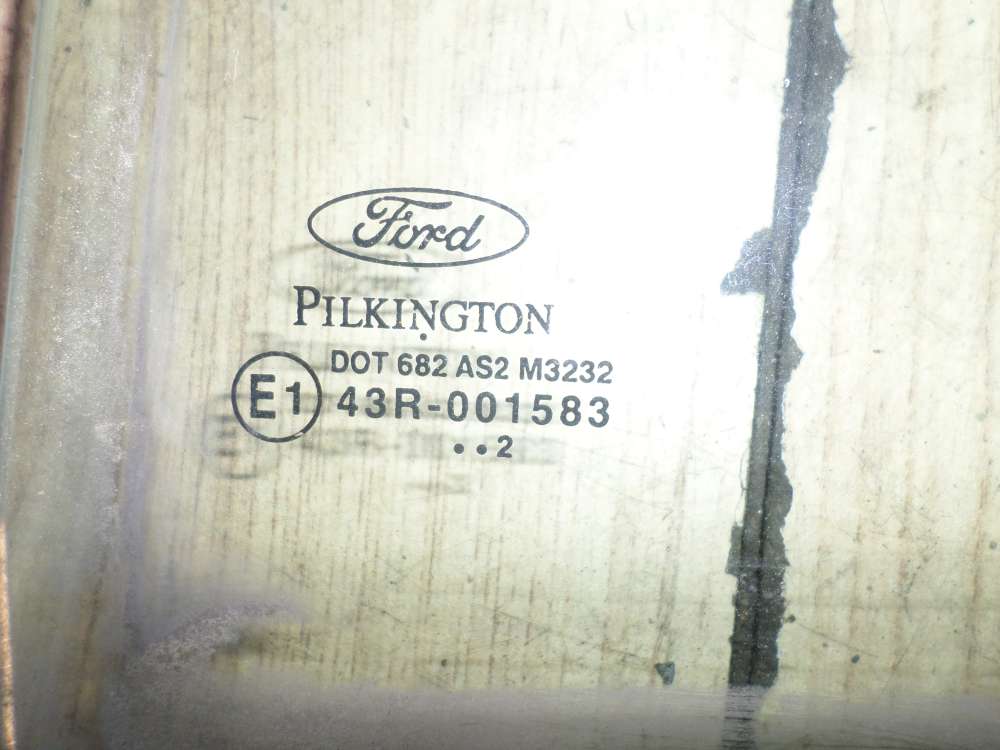 Ford
PILKINGTON
DOT 682 AS2 M3232
E1 43R-001583
••2